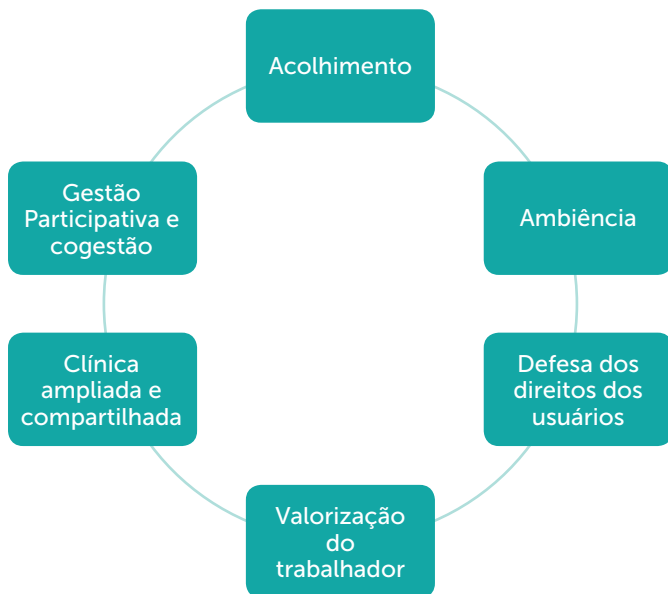 Acolhimento
Gestão
Participativa e
cogestão
Ambiência
Clínica
ampliada e
compartilhada
Defesa dos
direitos dos
usuários
Valorização
do
trabalhador